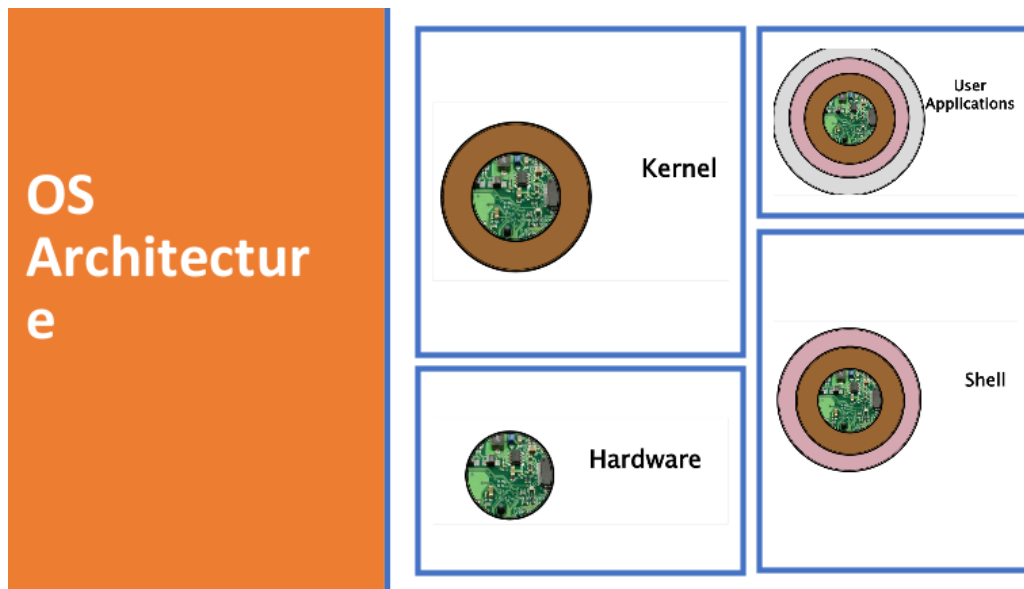 OS
Architectur
e
Kernel
User
Applications
Hardware
Shell